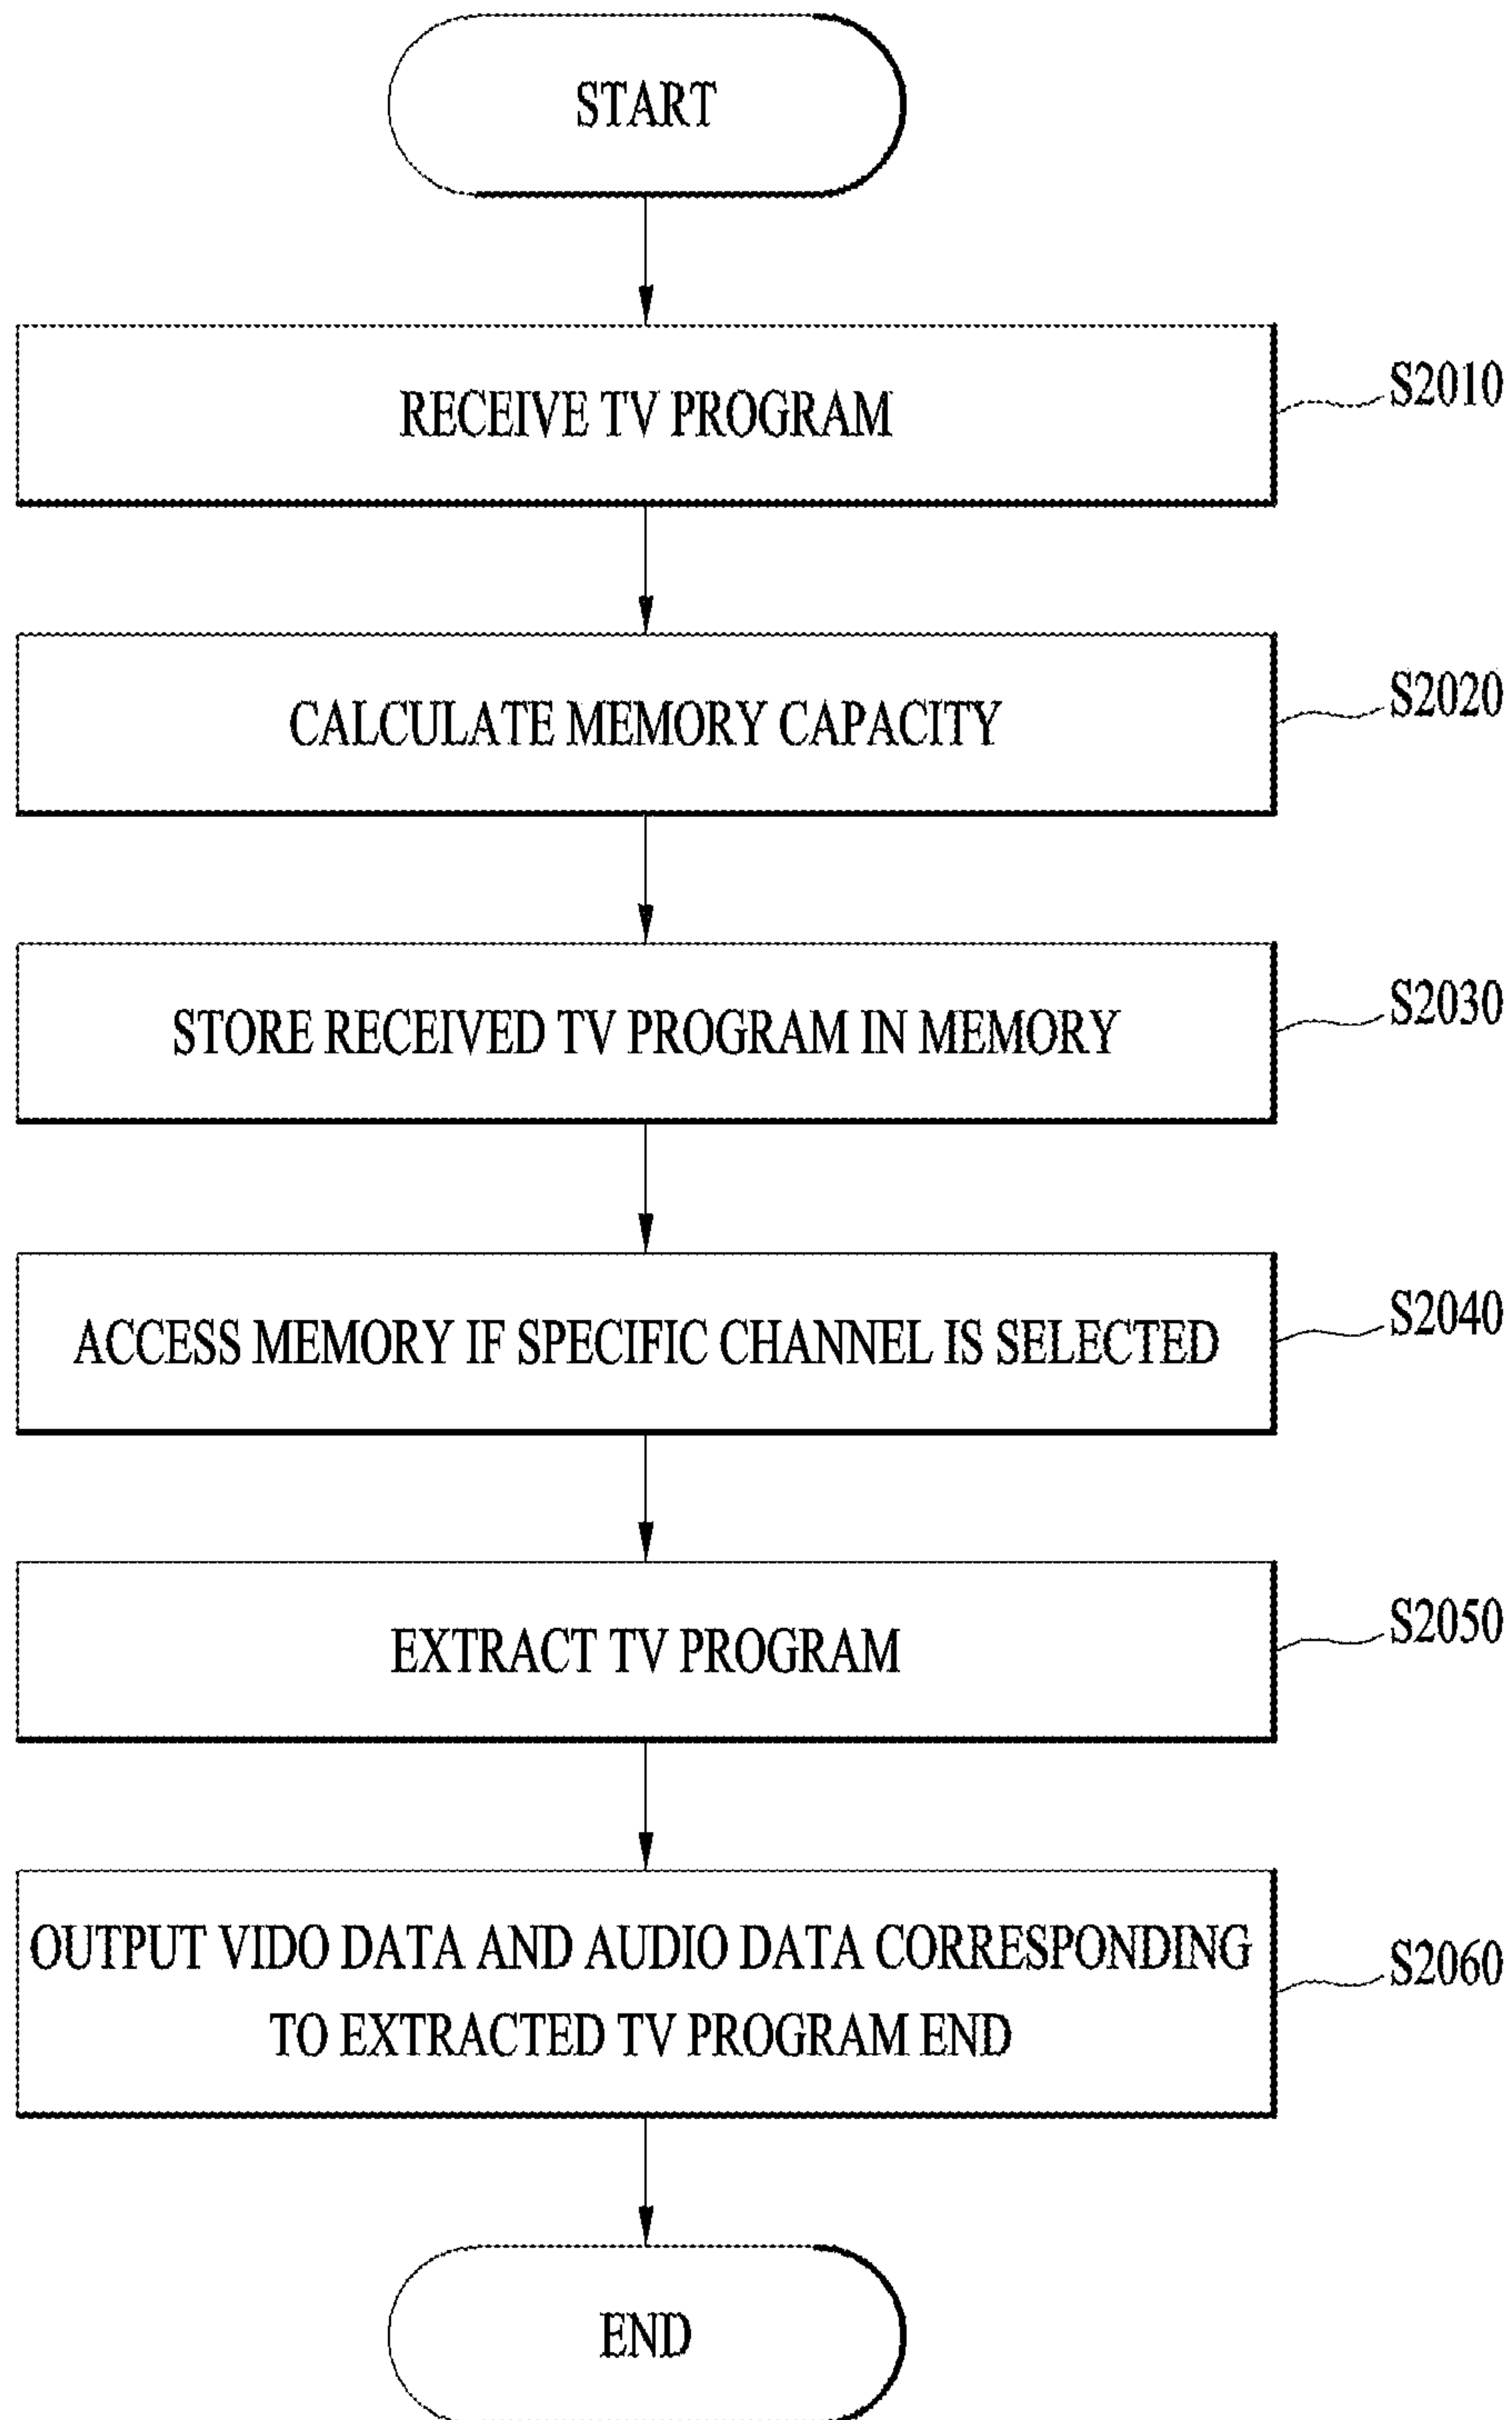 START
RECEIVE TV PROGRAM
S2010
CALCULATE MEMORY CAPACITY
S2020
STORE RECEIVED TV PROGRAM IN MEMORY
S2030
ACCESS MEMORY IF SPECIFIC CHANNEL IS SELECTED
S2040
EXTRACT TV PROGRAM
S2050
OUTPUT VIDO DATA AND AUDIO DATA CORRESPONDING
TO EXTRACTED TV PROGRAM END
S2060
END